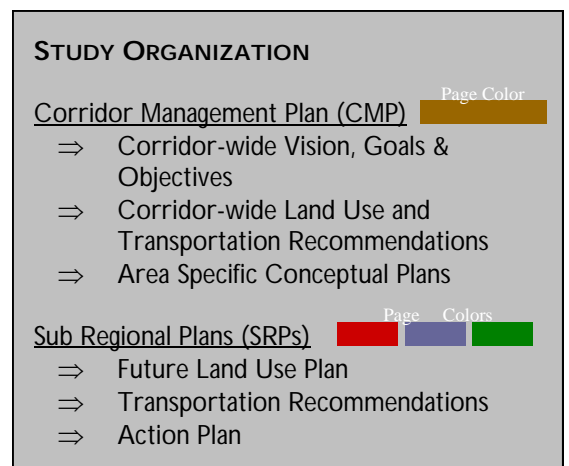 STUDY ORGANIZATION
Page Color
Corridor Management Plan (CMP)
⇒ Corridor-wide Vision, Goals &
Objectives
⇒ Corridor-wide Land Use and
Transportation Recommendations
⇒ Area Specific Conceptual Plans
Page Colors
Sub Regional Plans (SRPs)
⇒ Future Land Use Plan
⇒ Transportation Recommendations
⇒ Action Plan